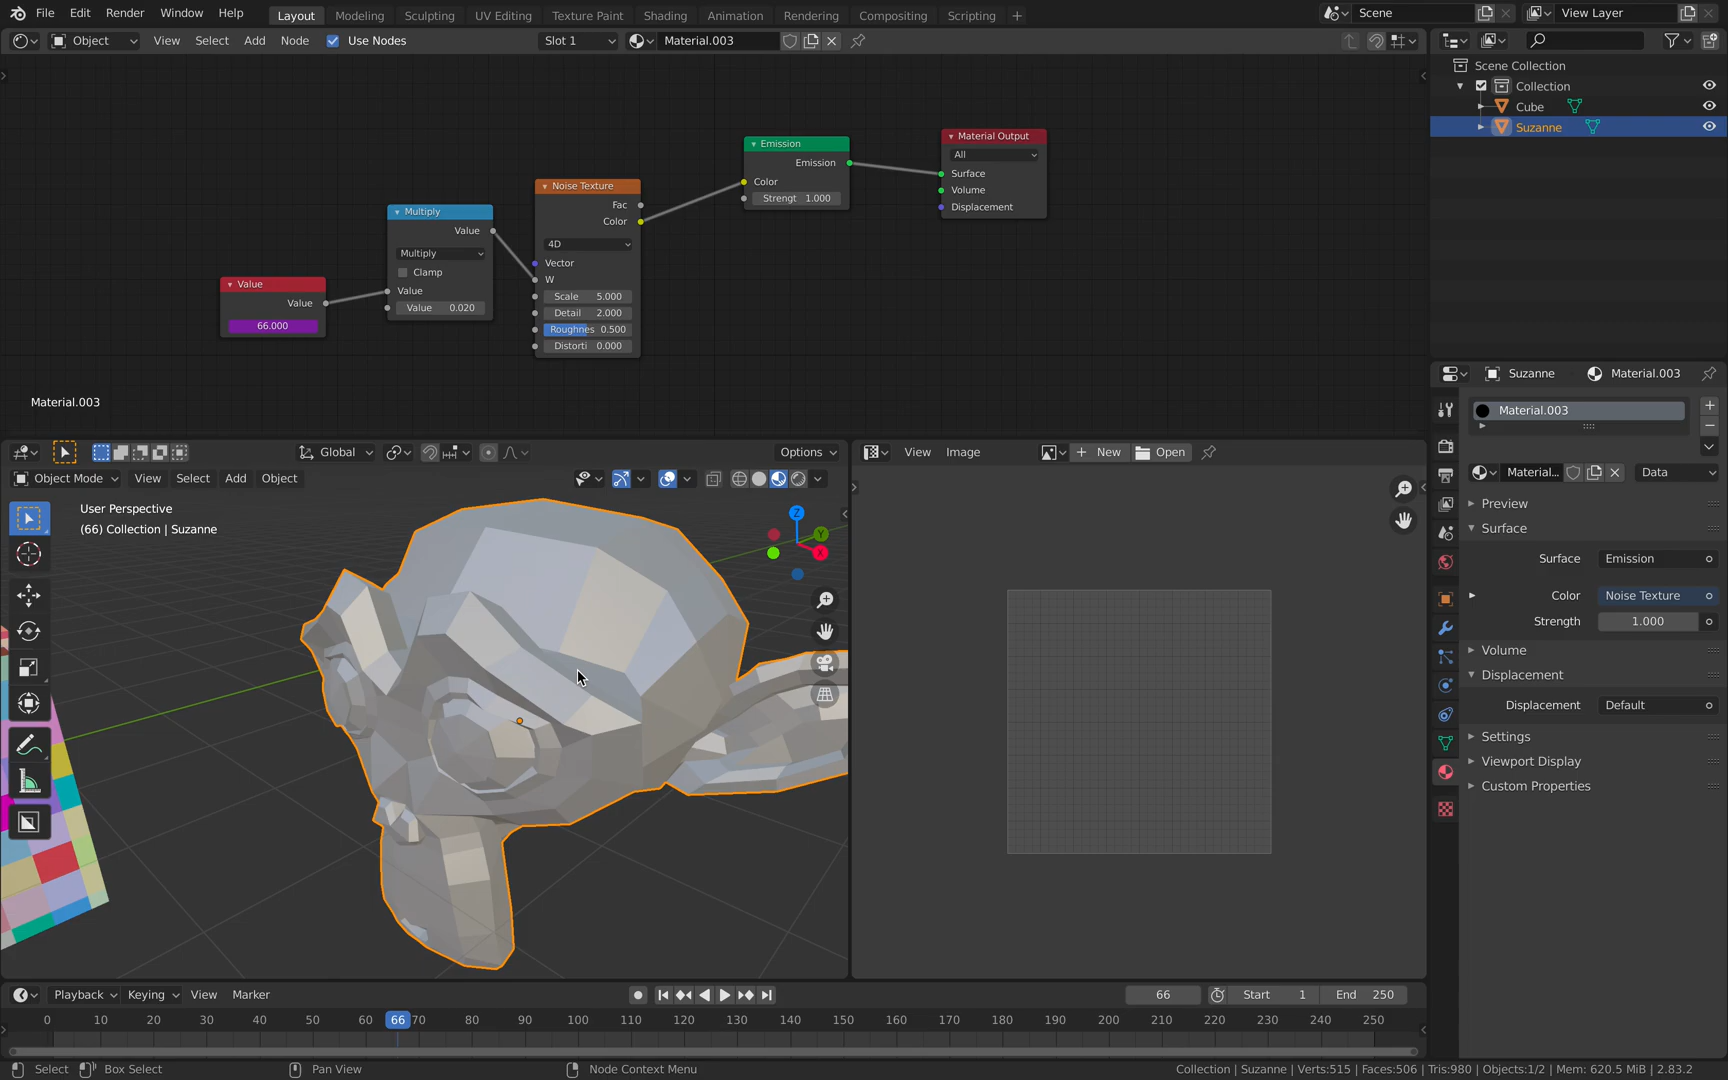 File Edit Render Window Help Layout Modeling Sculpting UV Editing Texture Paint Shading Animation Rendering Compositing Scripting + Scene View Layer
Object View Select Add Node Use Nodes Slot 1 Material.003
Scene Collection
Collection
Cube
Suzanne
Emission
Emission
Color
Strengt 1.000
Material Output
All
Surface
Volume
Displacement
Noise Texture
Fac
Color
4D
Vector
W
Scale 5.000
Detail 2.000
Roughnes 0.500
Distorti 0.000
Multiply
Value
Multiply
Clamp
Value
Value 0.020
Value
Value
66.000
Material.003
Suzanne Material.003
Material.003
Material... Data
Preview
Surface
Surface Emission
Color Noise Texture
Strength 1.000
Volume
Displacement
Displacement Default
Settings
Viewport Display
Custom Properties
Global Options
Object Mode View Select Add Object
User Perspective
(66) Collection | Suzanne
Z
Y
X
View Image + New Open
Playback Keying View Marker 66 Start 1 End 250
0 10 20 30 40 50 60 66 70 80 90 100 110 120 130 140 150 160 170 180 190 200 210 220 230 240 250
Select Box Select Pan View Node Context Menu Collection | Suzanne | Verts:515 | Faces:506 | Tris:980 | Objects:1/2 | Mem: 620.5 MiB | 2.83.2